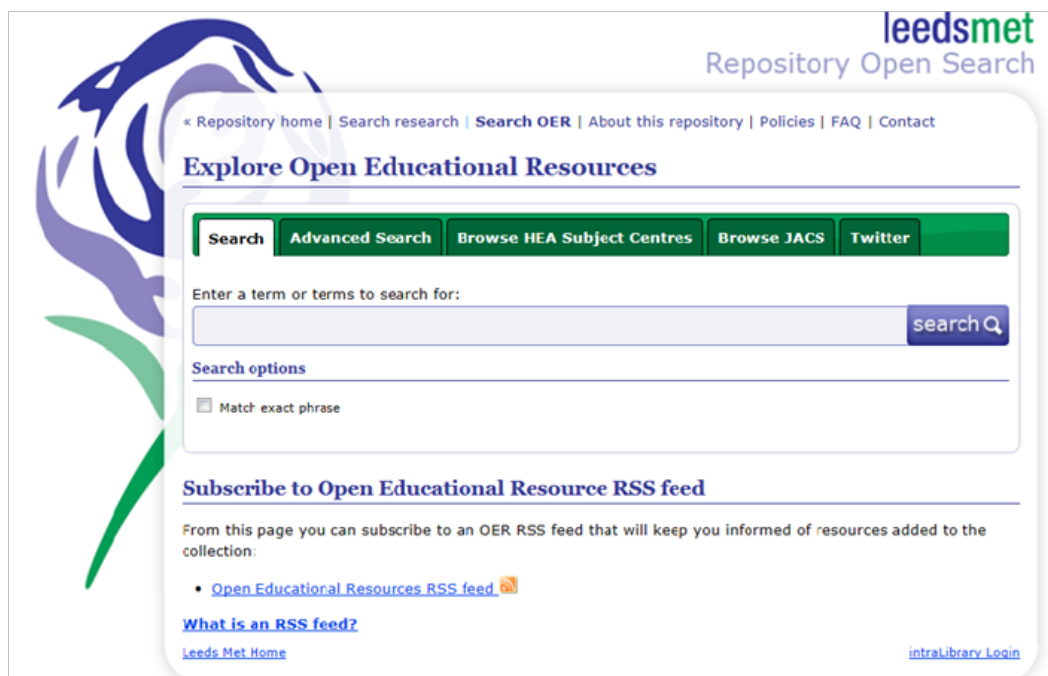 leedsmet
Repository Open Search
« Repository home | Search research | Search OER | About this repository | Policies | FAQ | Contact
Explore Open Educational Resources
Search Advanced Search Browse HEA Subject Centres Browse JACS Twitter
Enter a term or terms to search for:
search
Search options
Match exact phrase
Subscribe to Open Educational Resource RSS feed
From this page you can subscribe to an OER RSS feed that will keep you informed of resources added to the
collection:
• Open Educational Resources RSS feed
What is an RSS feed?
Leeds Met Home intraLibrary Login